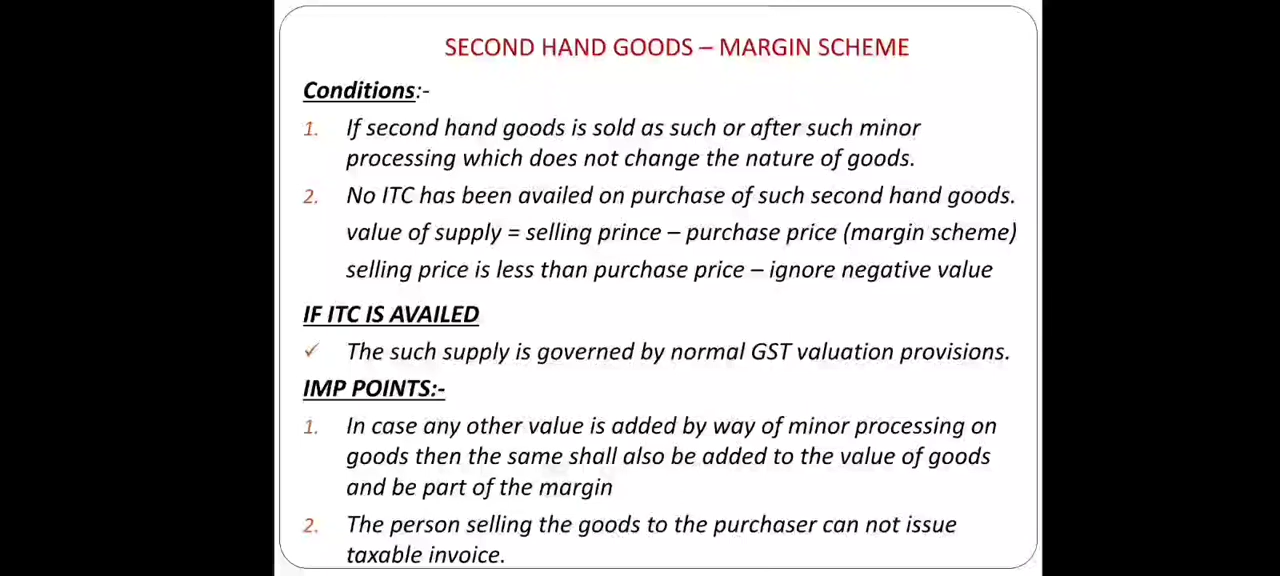 SECOND HAND GOODS – MARGIN SCHEME
Conditions:-
1. If second hand goods is sold as such or after such minor
processing which does not change the nature of goods.
2. No ITC has been availed on purchase of such second hand goods.
value of supply = selling prince – purchase price (margin scheme)
selling price is less than purchase price – ignore negative value
IF ITC IS AVAILED
✓ The such supply is governed by normal GST valuation provisions.
IMP POINTS:-
1. In case any other value is added by way of minor processing on
goods then the same shall also be added to the value of goods
and be part of the margin
2. The person selling the goods to the purchaser can not issue
taxable invoice.